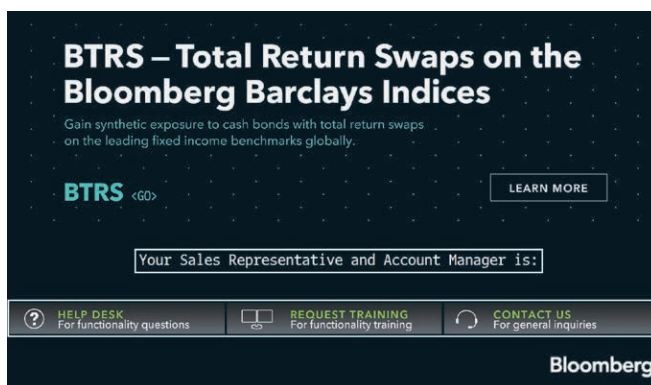 BTRS – Total Return Swaps on the
Bloomberg Barclays Indices
Gain synthetic exposure to cash bonds with total return swaps
on the leading fixed income benchmarks globally.
BTRS <GO>
LEARN MORE
Your Sales Representative and Account Manager is:
? HELP DESK
For functionality questions
REQUEST TRAINING
For functionality training
CONTACT US
For general inquiries
Bloomberg